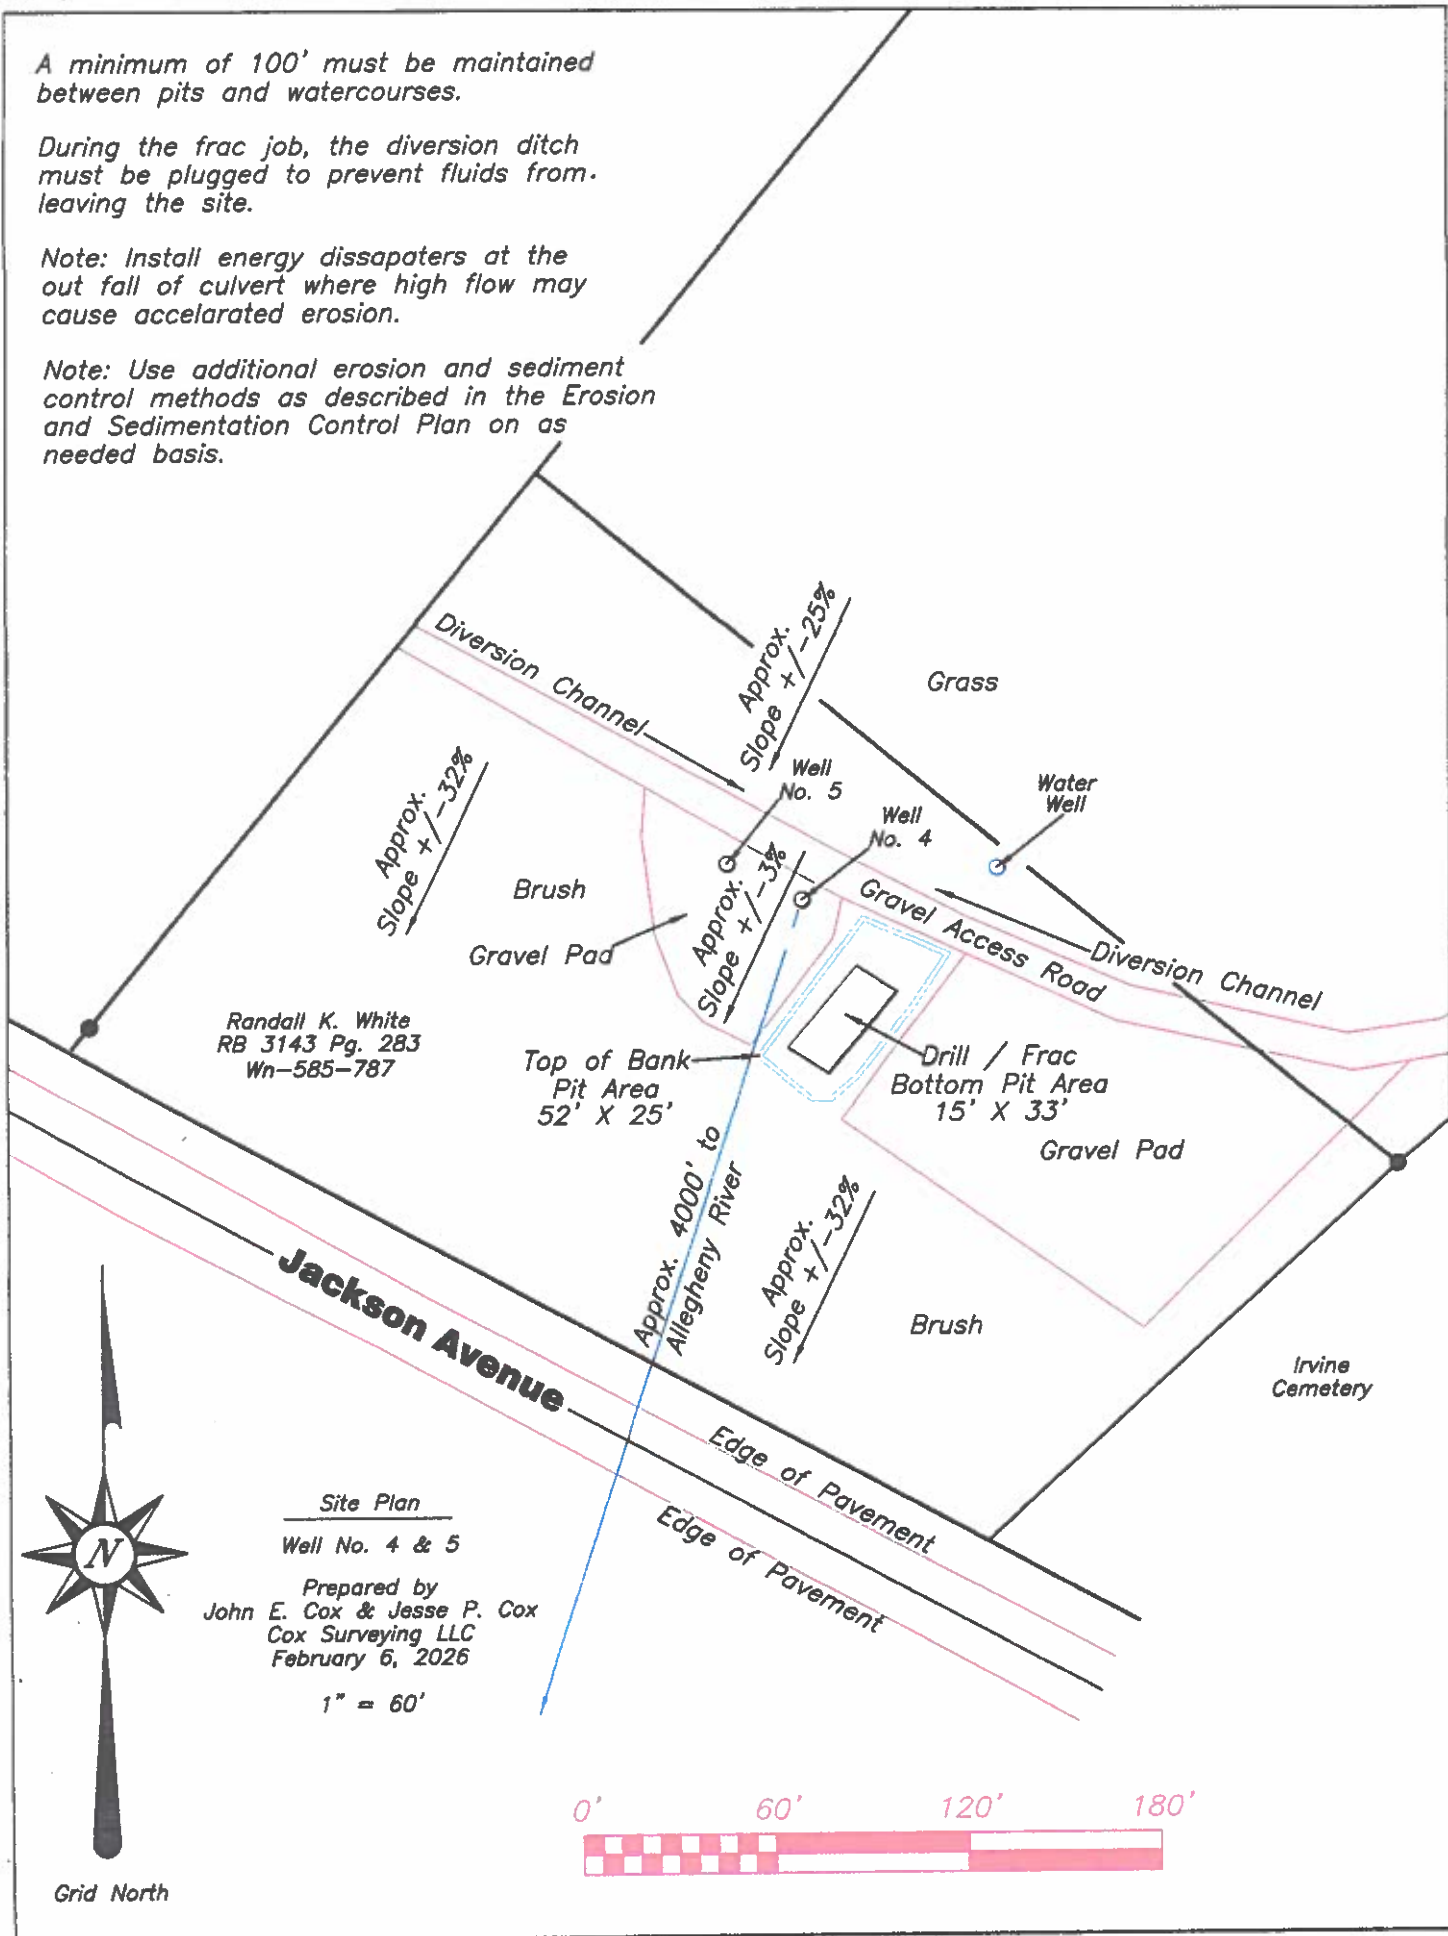 A minimum of 100' must be maintained
between pits and watercourses.
During the frac job, the diversion ditch
must be plugged to prevent fluids from
leaving the site.
Note: Install energy dissapaters at the
out fall of culvert where high flow may
cause accelarated erosion.
Note: Use additional erosion and sediment
control methods as described in the Erosion
and Sedimentation Control Plan on as
needed basis.
Diversion Channel
Approx.
Slope +/-25%
Grass
Approx.
Slope +/-32%
Well
No. 5
Well
No. 4
Water
Well
Brush
Gravel Pad
Approx.
Slope +/-3%
Gravel Access Road
Diversion Channel
Randall K. White
RB 3143 Pg. 283
Wn-585-787
Top of Bank
Pit Area
52' X 25'
Drill / Frac
Bottom Pit Area
15' X 33'
Gravel Pad
Approx. 4000' to
Allegheny River
Approx.
Slope +/-32%
Brush
Irvine
Cemetery
Jackson Avenue
Edge of Pavement
Edge of Pavement
N
Grid North
Site Plan
Well No. 4 & 5
Prepared by
John E. Cox & Jesse P. Cox
Cox Surveying LLC
February 6, 2026
1" = 60'
0' 60' 120' 180'